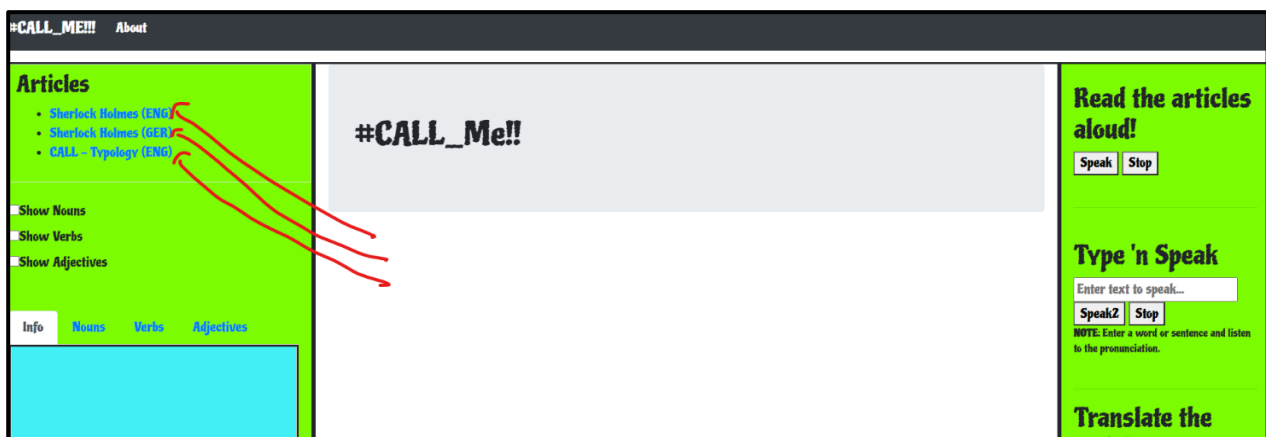 #CALL_ME!!! About
Articles
Sherlock Holmes (ENG)
Sherlock Holmes (GER)
CALL - Typology (ENG)
Show Nouns
Show Verbs
Show Adjectives
Info Nouns Verbs Adjectives
#CALL_Me!!
Read the articles
aloud!
Speak Stop
Type 'n Speak
Enter text to speak...
Speak2 Stop
NOTE: Enter a word or sentence and listen
to the pronunciation.
Translate the